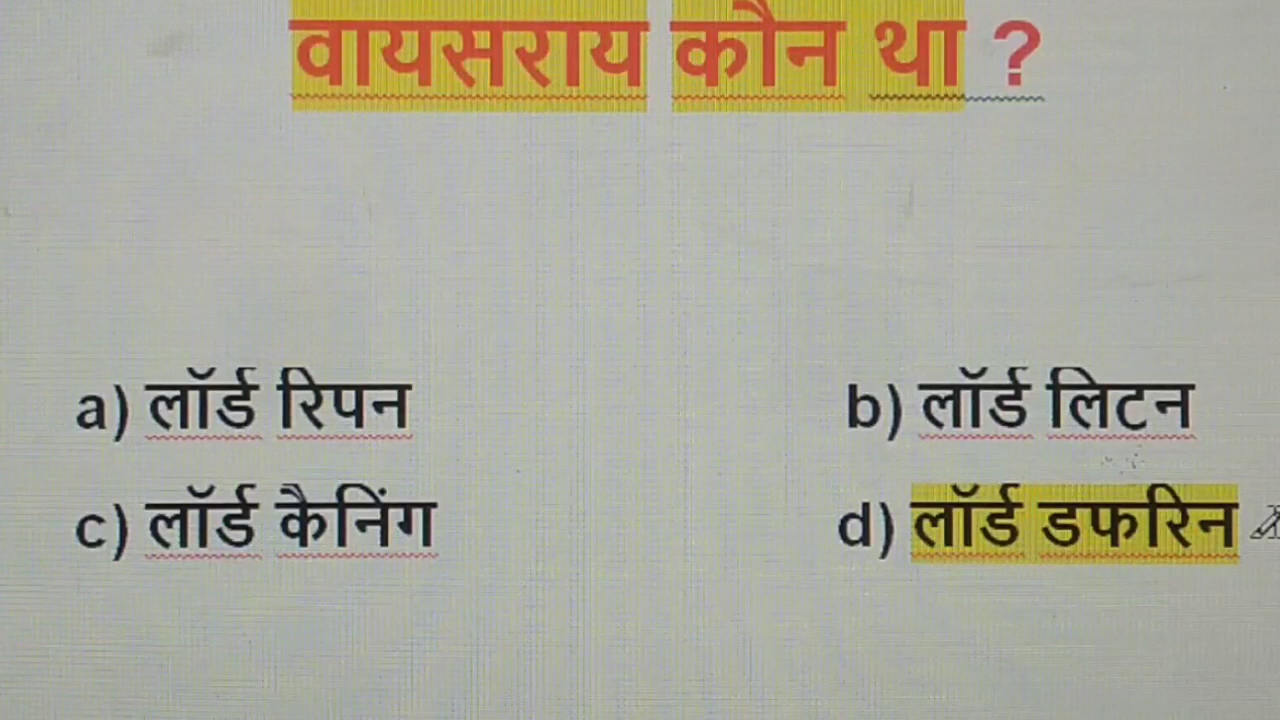 वायसराय कौन था ?
a) लॉर्ड रिपन b) लॉर्ड लिटन
c) लॉर्ड कैनिंग d) लॉर्ड डफरिन